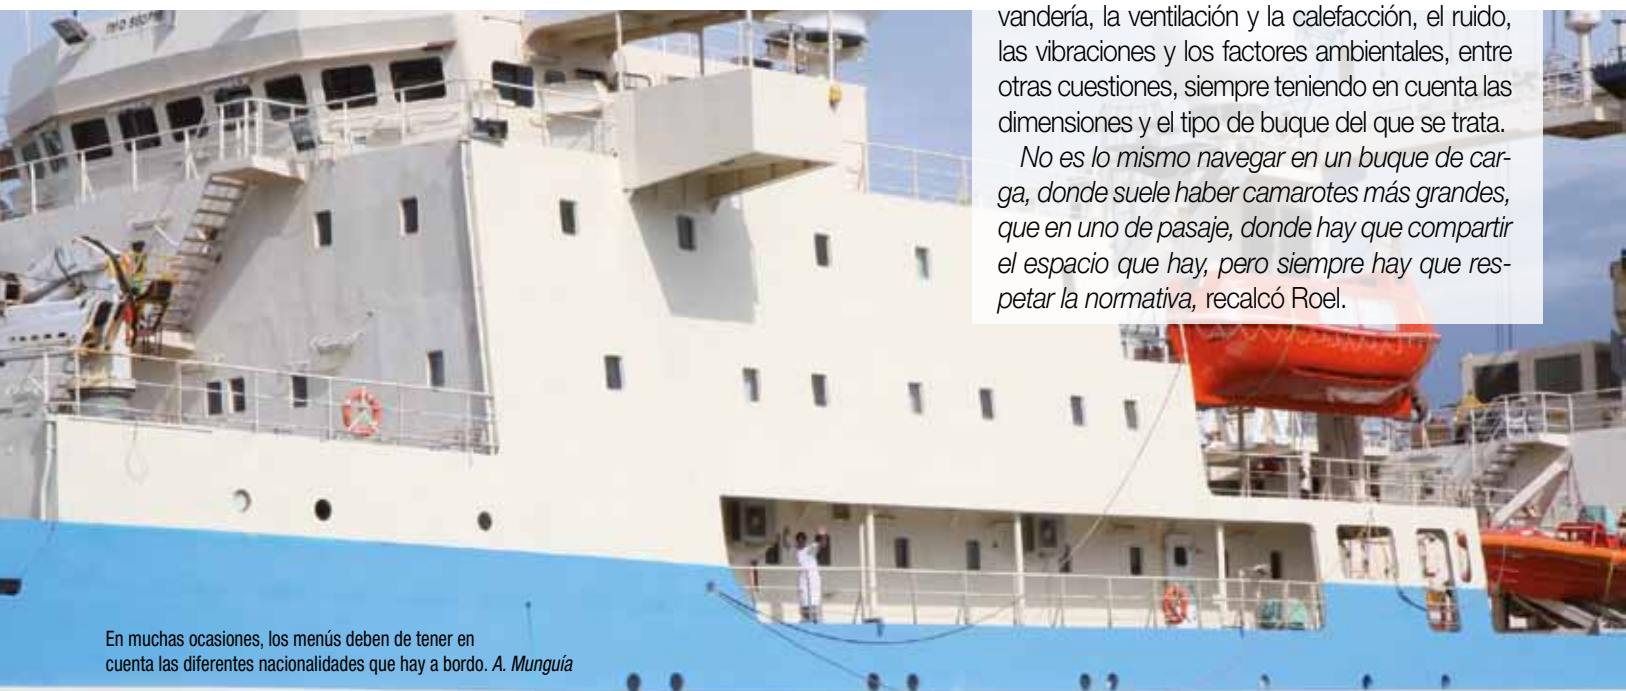 vandería, la ventilación y la calefacción, el ruido,
las vibraciones y los factores ambientales, entre
otras cuestiones, siempre teniendo en cuenta las
dimensiones y el tipo de buque del que se trata.
No es lo mismo navegar en un buque de car-
ga, donde suele haber camarotes más grandes,
que en uno de pasaje, donde hay que compartir
el espacio que hay, pero siempre hay que res-
petar la normativa, recalcó Roel.
En muchas ocasiones, los menús deben de tener en
cuenta las diferentes nacionalidades que hay a bordo. A. Munguía